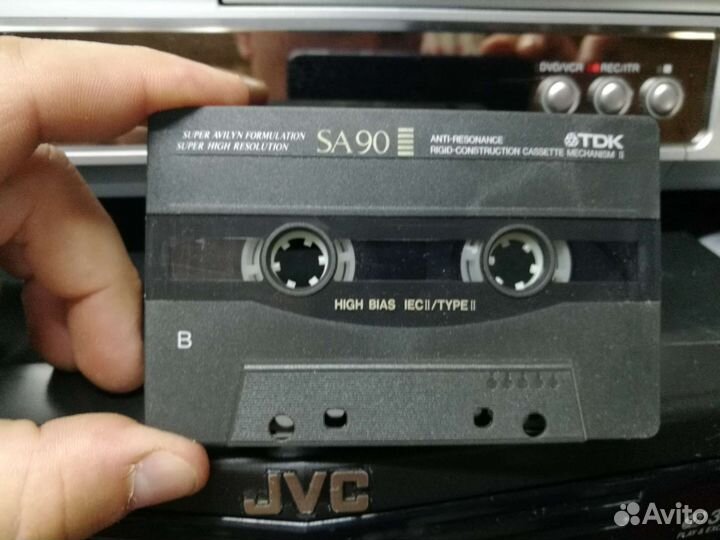 DVD/VCR REC/ITR
SUPER AVILYN FORMULATION
SUPER HIGH RESOLUTION
SA90
ANTI-RESONANCE
RIGID-CONSTRUCTION CASSETTE MECHANISM II
TDK
HIGH BIAS IECII/TYPEII
B
JVC
Avito